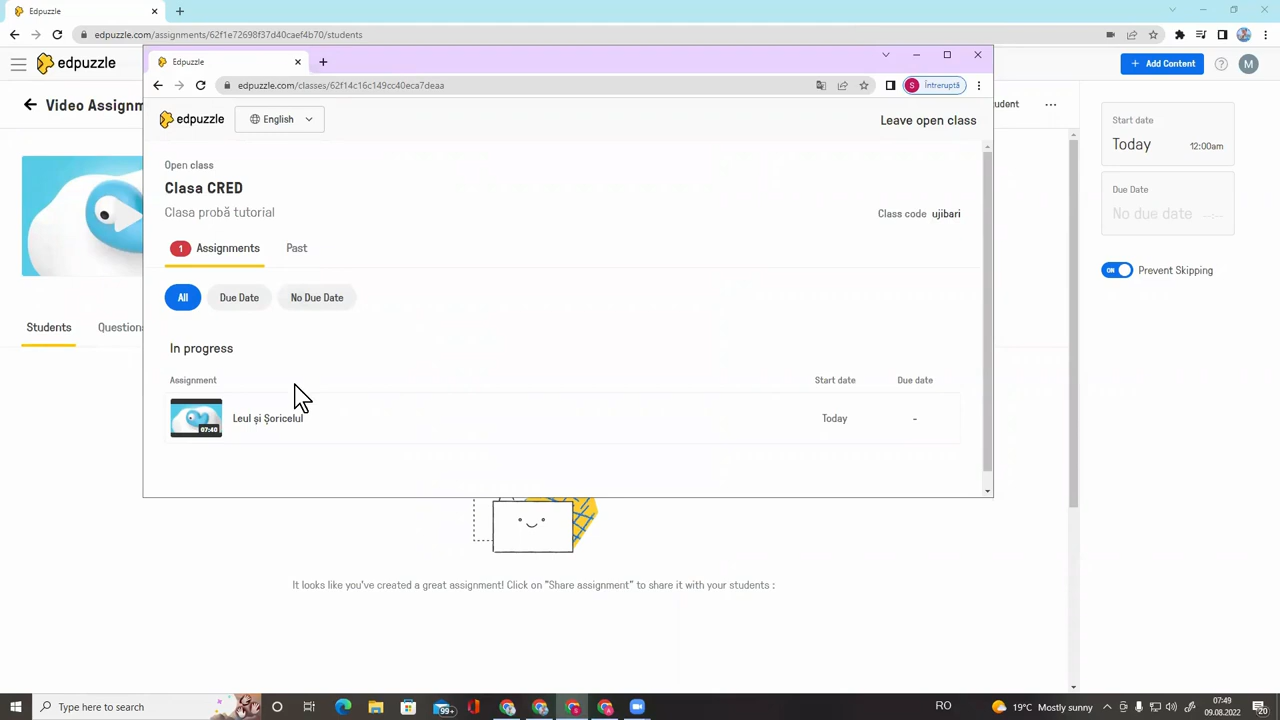 Edpuzzle
edpuzzle.com/assignments/62f1e72698f37d40caef4b70/students
edpuzzle
Add Content
?
M
Video Assignm
udent
Start date
Today 12:00am
Due Date
No due date --:--
ON Prevent Skipping
Students Question
Edpuzzle
edpuzzle.com/classes/62f14c16c149cc40eca7deaa
S Întreruptă
edpuzzle
English
Leave open class
Open class
Clasa CRED
Clasa probă tutorial
Class code ujibari
1 Assignments Past
All Due Date No Due Date
In progress
Assignment Start date Due date
07:40 Leul și Șoricelul Today -
It looks like you've created a great assignment! Click on "Share assignment" to share it with your students :
Type here to search
99+
RO
19°C Mostly sunny
07:49
09.08.2022
20